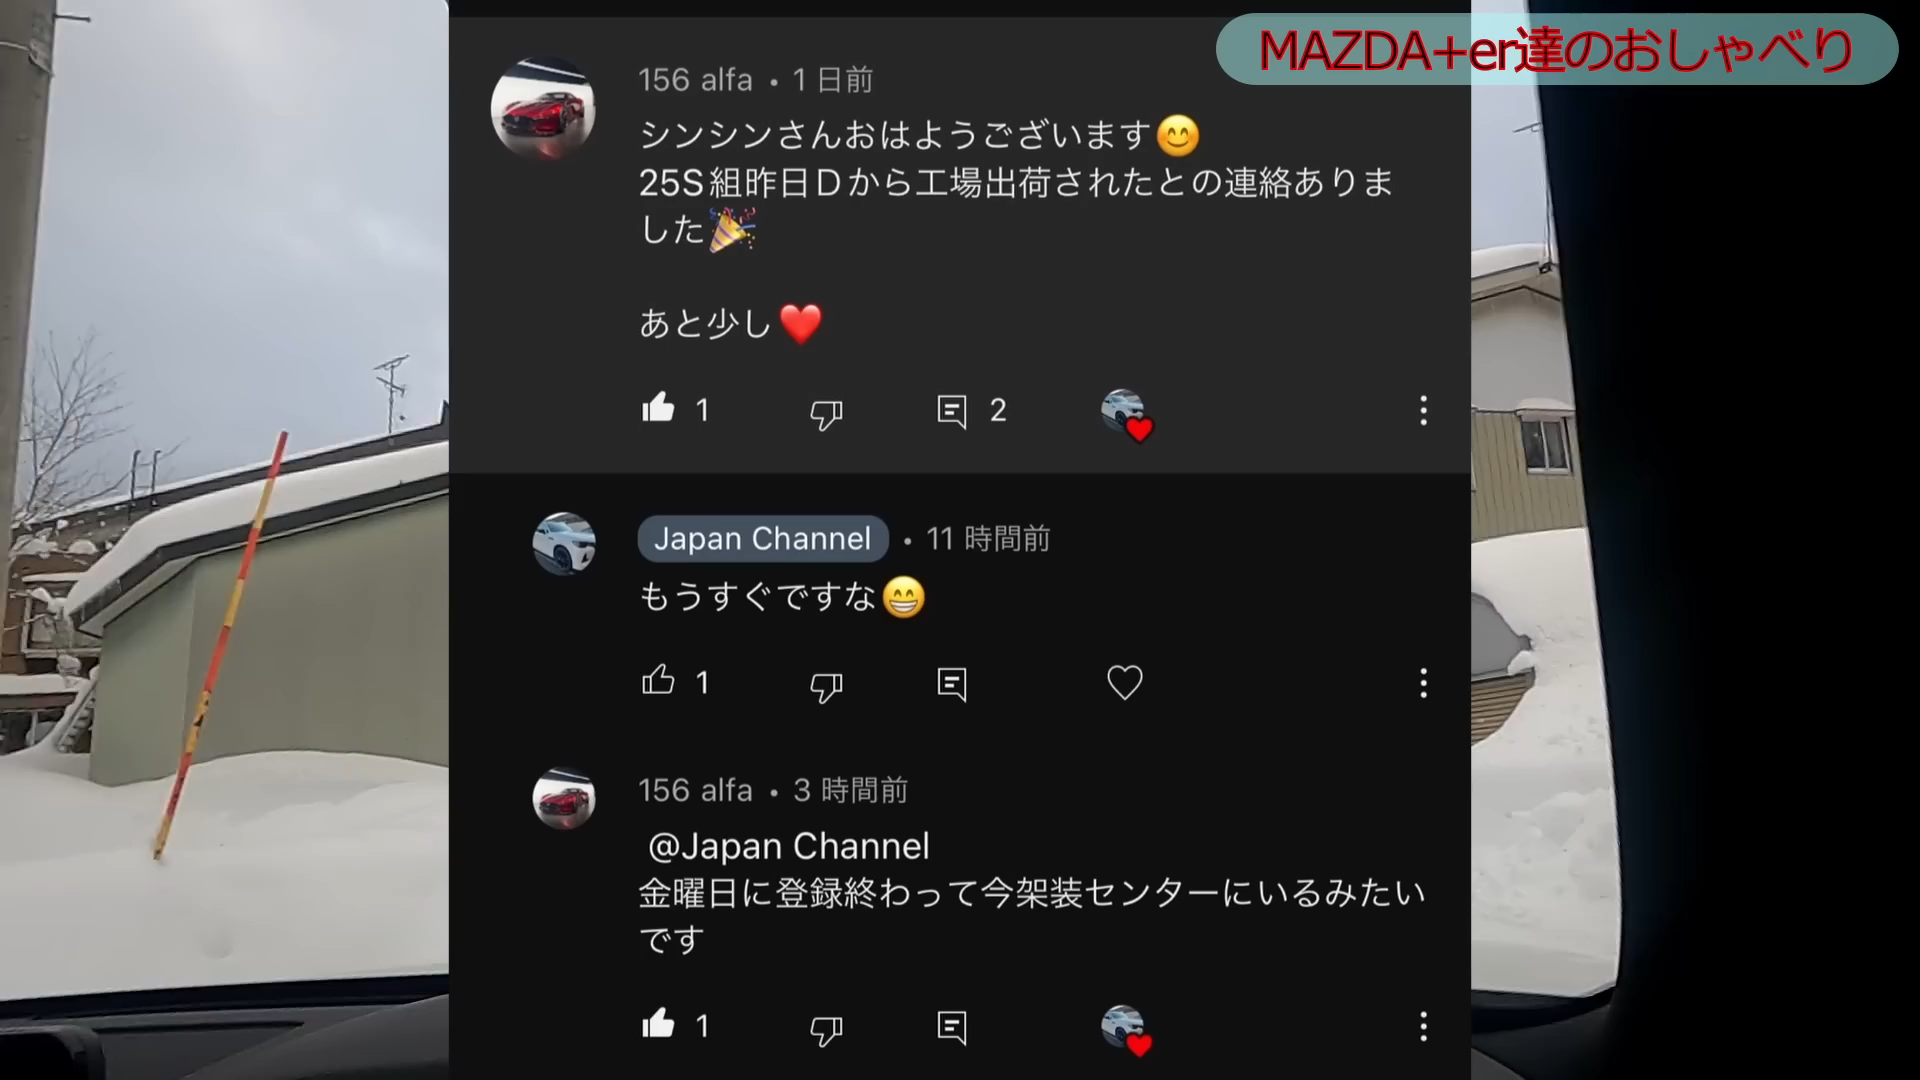 MAZDA+er達のおしゃべり
156 alfa • 1 日前
シンシンさんおはようございます😊
25S組昨日Dから工場出荷されたとの連絡ありま
した🎉
あと少し❤️
1
2
Japan Channel • 11 時間前
もうすぐですな😁
1
156 alfa • 3 時間前
@Japan Channel
金曜日に登録終わって今架装センターにいるみたい
です
1